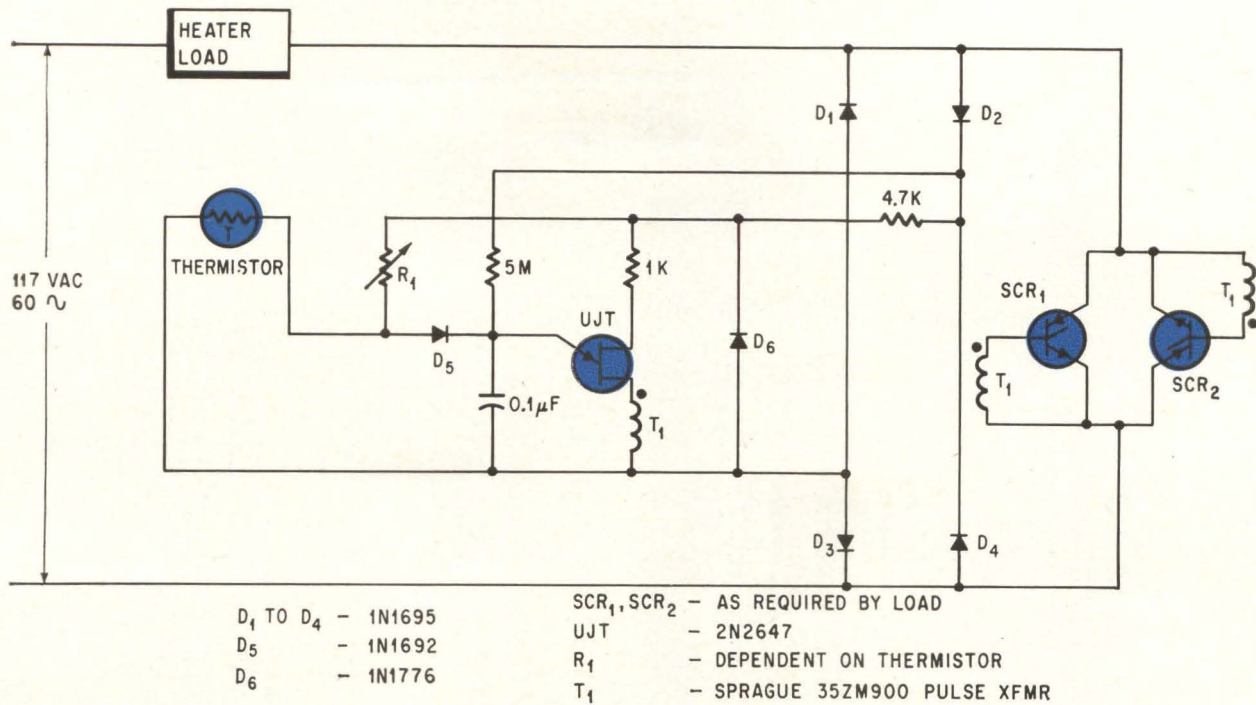 HEATER
LOAD
D1
D2
4.7K
T
THERMISTOR
R1
5M
1K
117 VAC
60 ~
UJT
D5
D6
SCR1
T1
T1
SCR2
0.1μF
T1
D3
D4
D1 TO D4 – 1N1695
D5 – 1N1692
D6 – 1N1776
SCR1, SCR2 – AS REQUIRED BY LOAD
UJT – 2N2647
R1 – DEPENDENT ON THERMISTOR
T1 – SPRAGUE 35ZM900 PULSE XFMR